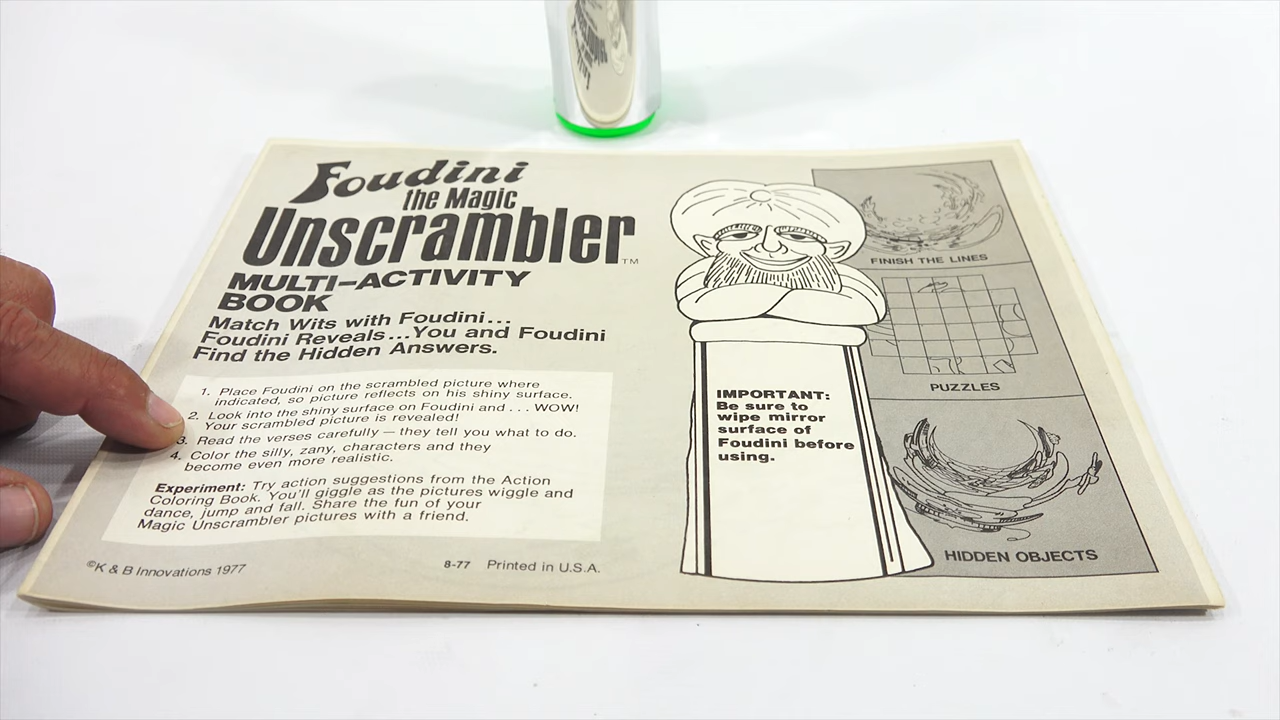 Foudini
the Magic
Unscrambler™
MULTI-ACTIVITY
BOOK
Match Wits with Foudini...
Foudini Reveals...You and Foudini
Find the Hidden Answers.
1. Place Foudini on the scrambled picture where
indicated, so picture reflects on his shiny surface.
2. Look into the shiny surface on Foudini and . . . WOW!
Your scrambled picture is revealed!
3. Read the verses carefully — they tell you what to do.
4. Color the silly, zany, characters and they
become even more realistic.
Experiment: Try action suggestions from the Action
Coloring Book. You'll giggle as the pictures wiggle and
dance, jump and fall. Share the fun of your
Magic Unscrambler pictures with a friend.
©K & B Innovations 1977
8-77 Printed in U.S.A.
IMPORTANT:
Be sure to
wipe mirror
surface of
Foudini before
using.
FINISH THE LINES
PUZZLES
HIDDEN OBJECTS